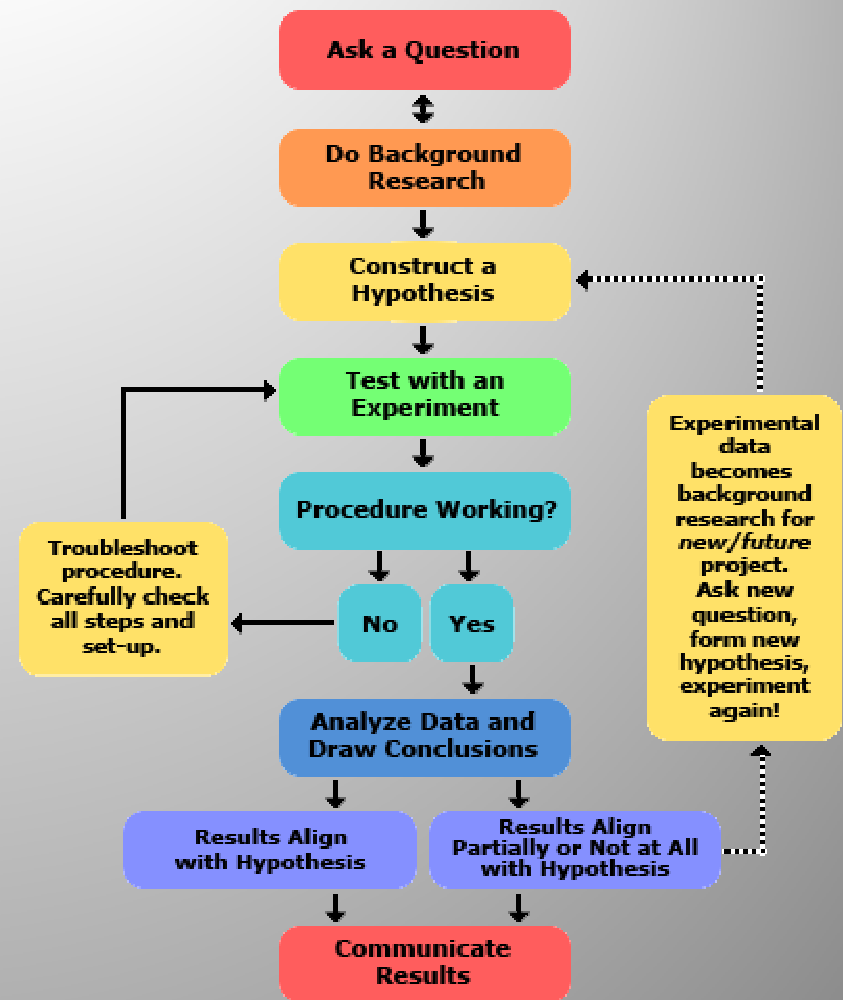 Ask a Question
Do Background
Research
Construct a
Hypothesis
Test with an
Experiment
Procedure Working?
No
Yes
Troubleshoot
procedure.
Carefully check
all steps and
set-up.
Experimental
data
becomes
background
research for
new/future
project.
Ask new
question,
form new
hypothesis,
experiment
again!
Analyze Data and
Draw Conclusions
Results Align
with Hypothesis
Results Align
Partially or Not at All
with Hypothesis
Communicate
Results